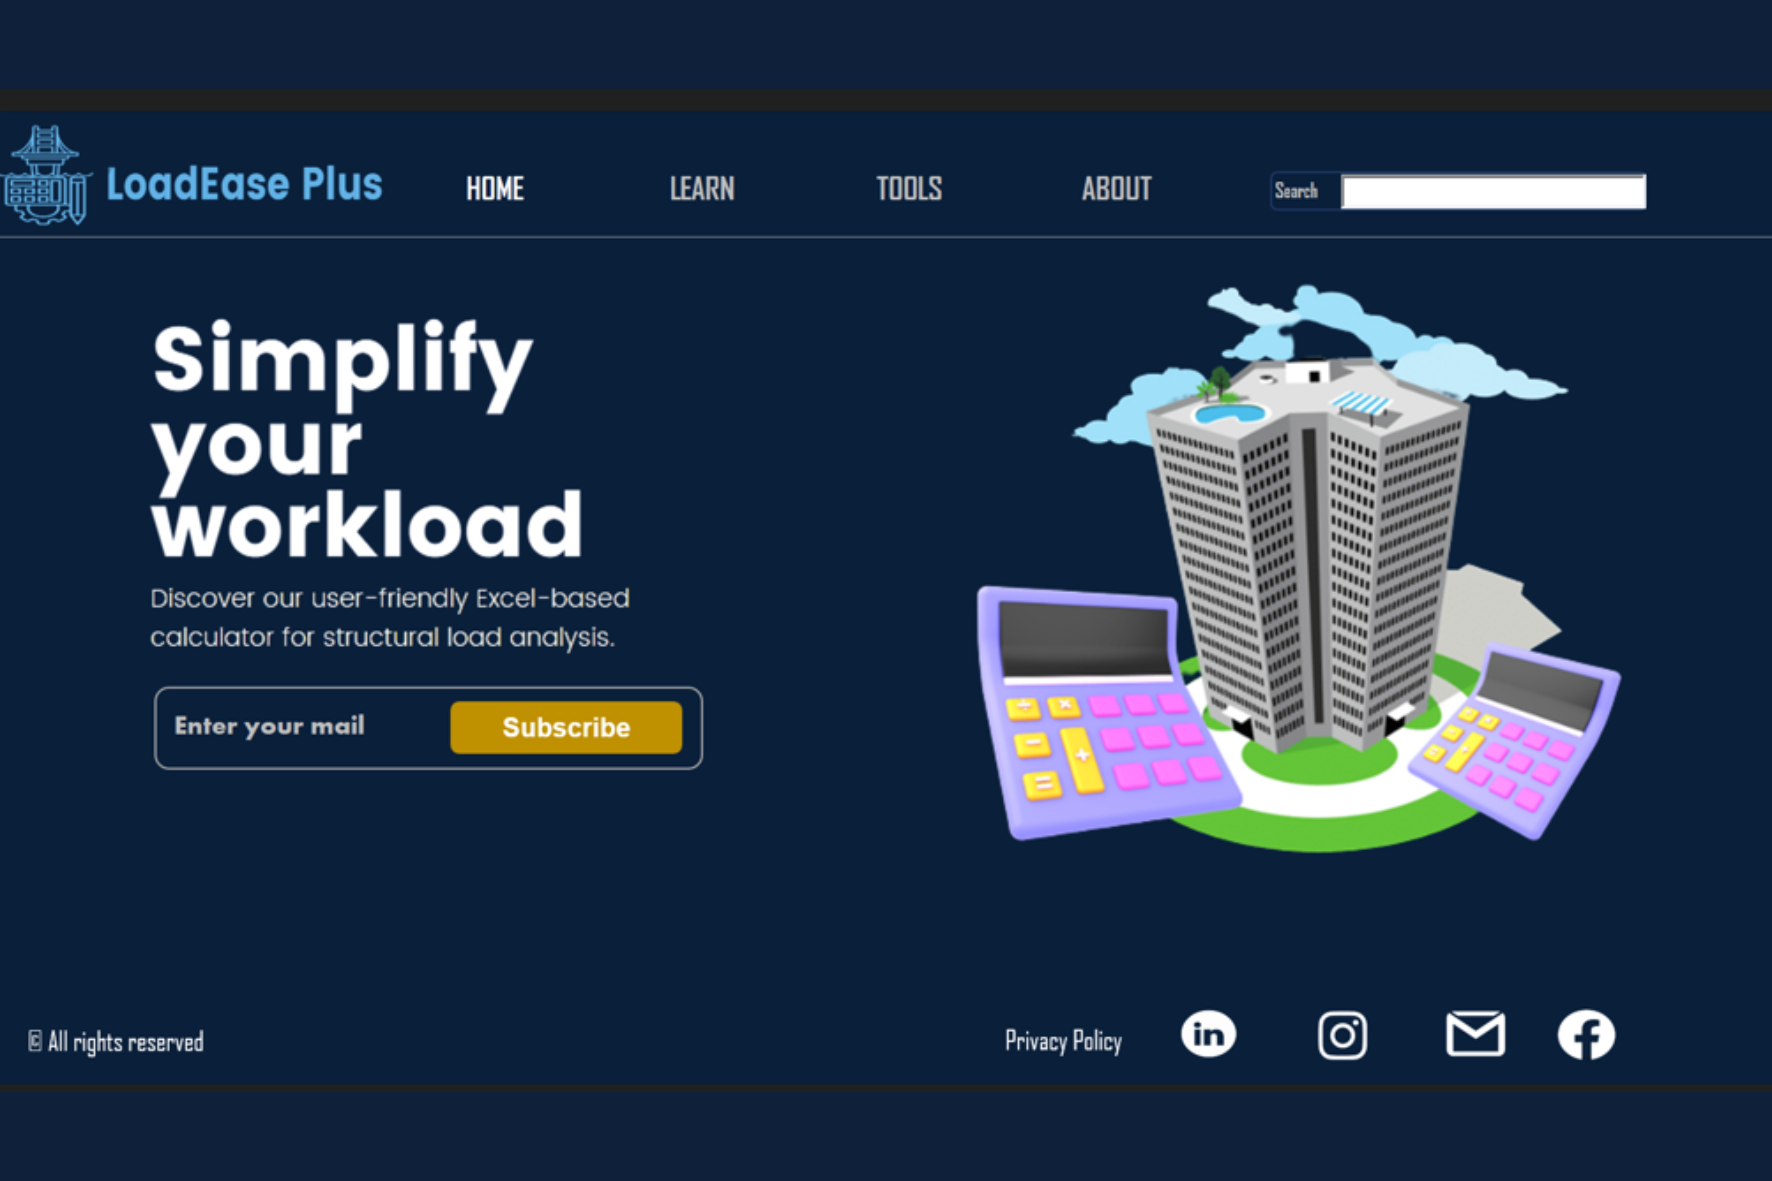 LoadEase Plus
HOME
LEARN
TOOLS
ABOUT
Search
Simplify
your
workload
Discover our user-friendly Excel-based
calculator for structural load analysis.
Enter your mail
Subscribe
© All rights reserved
Privacy Policy
in